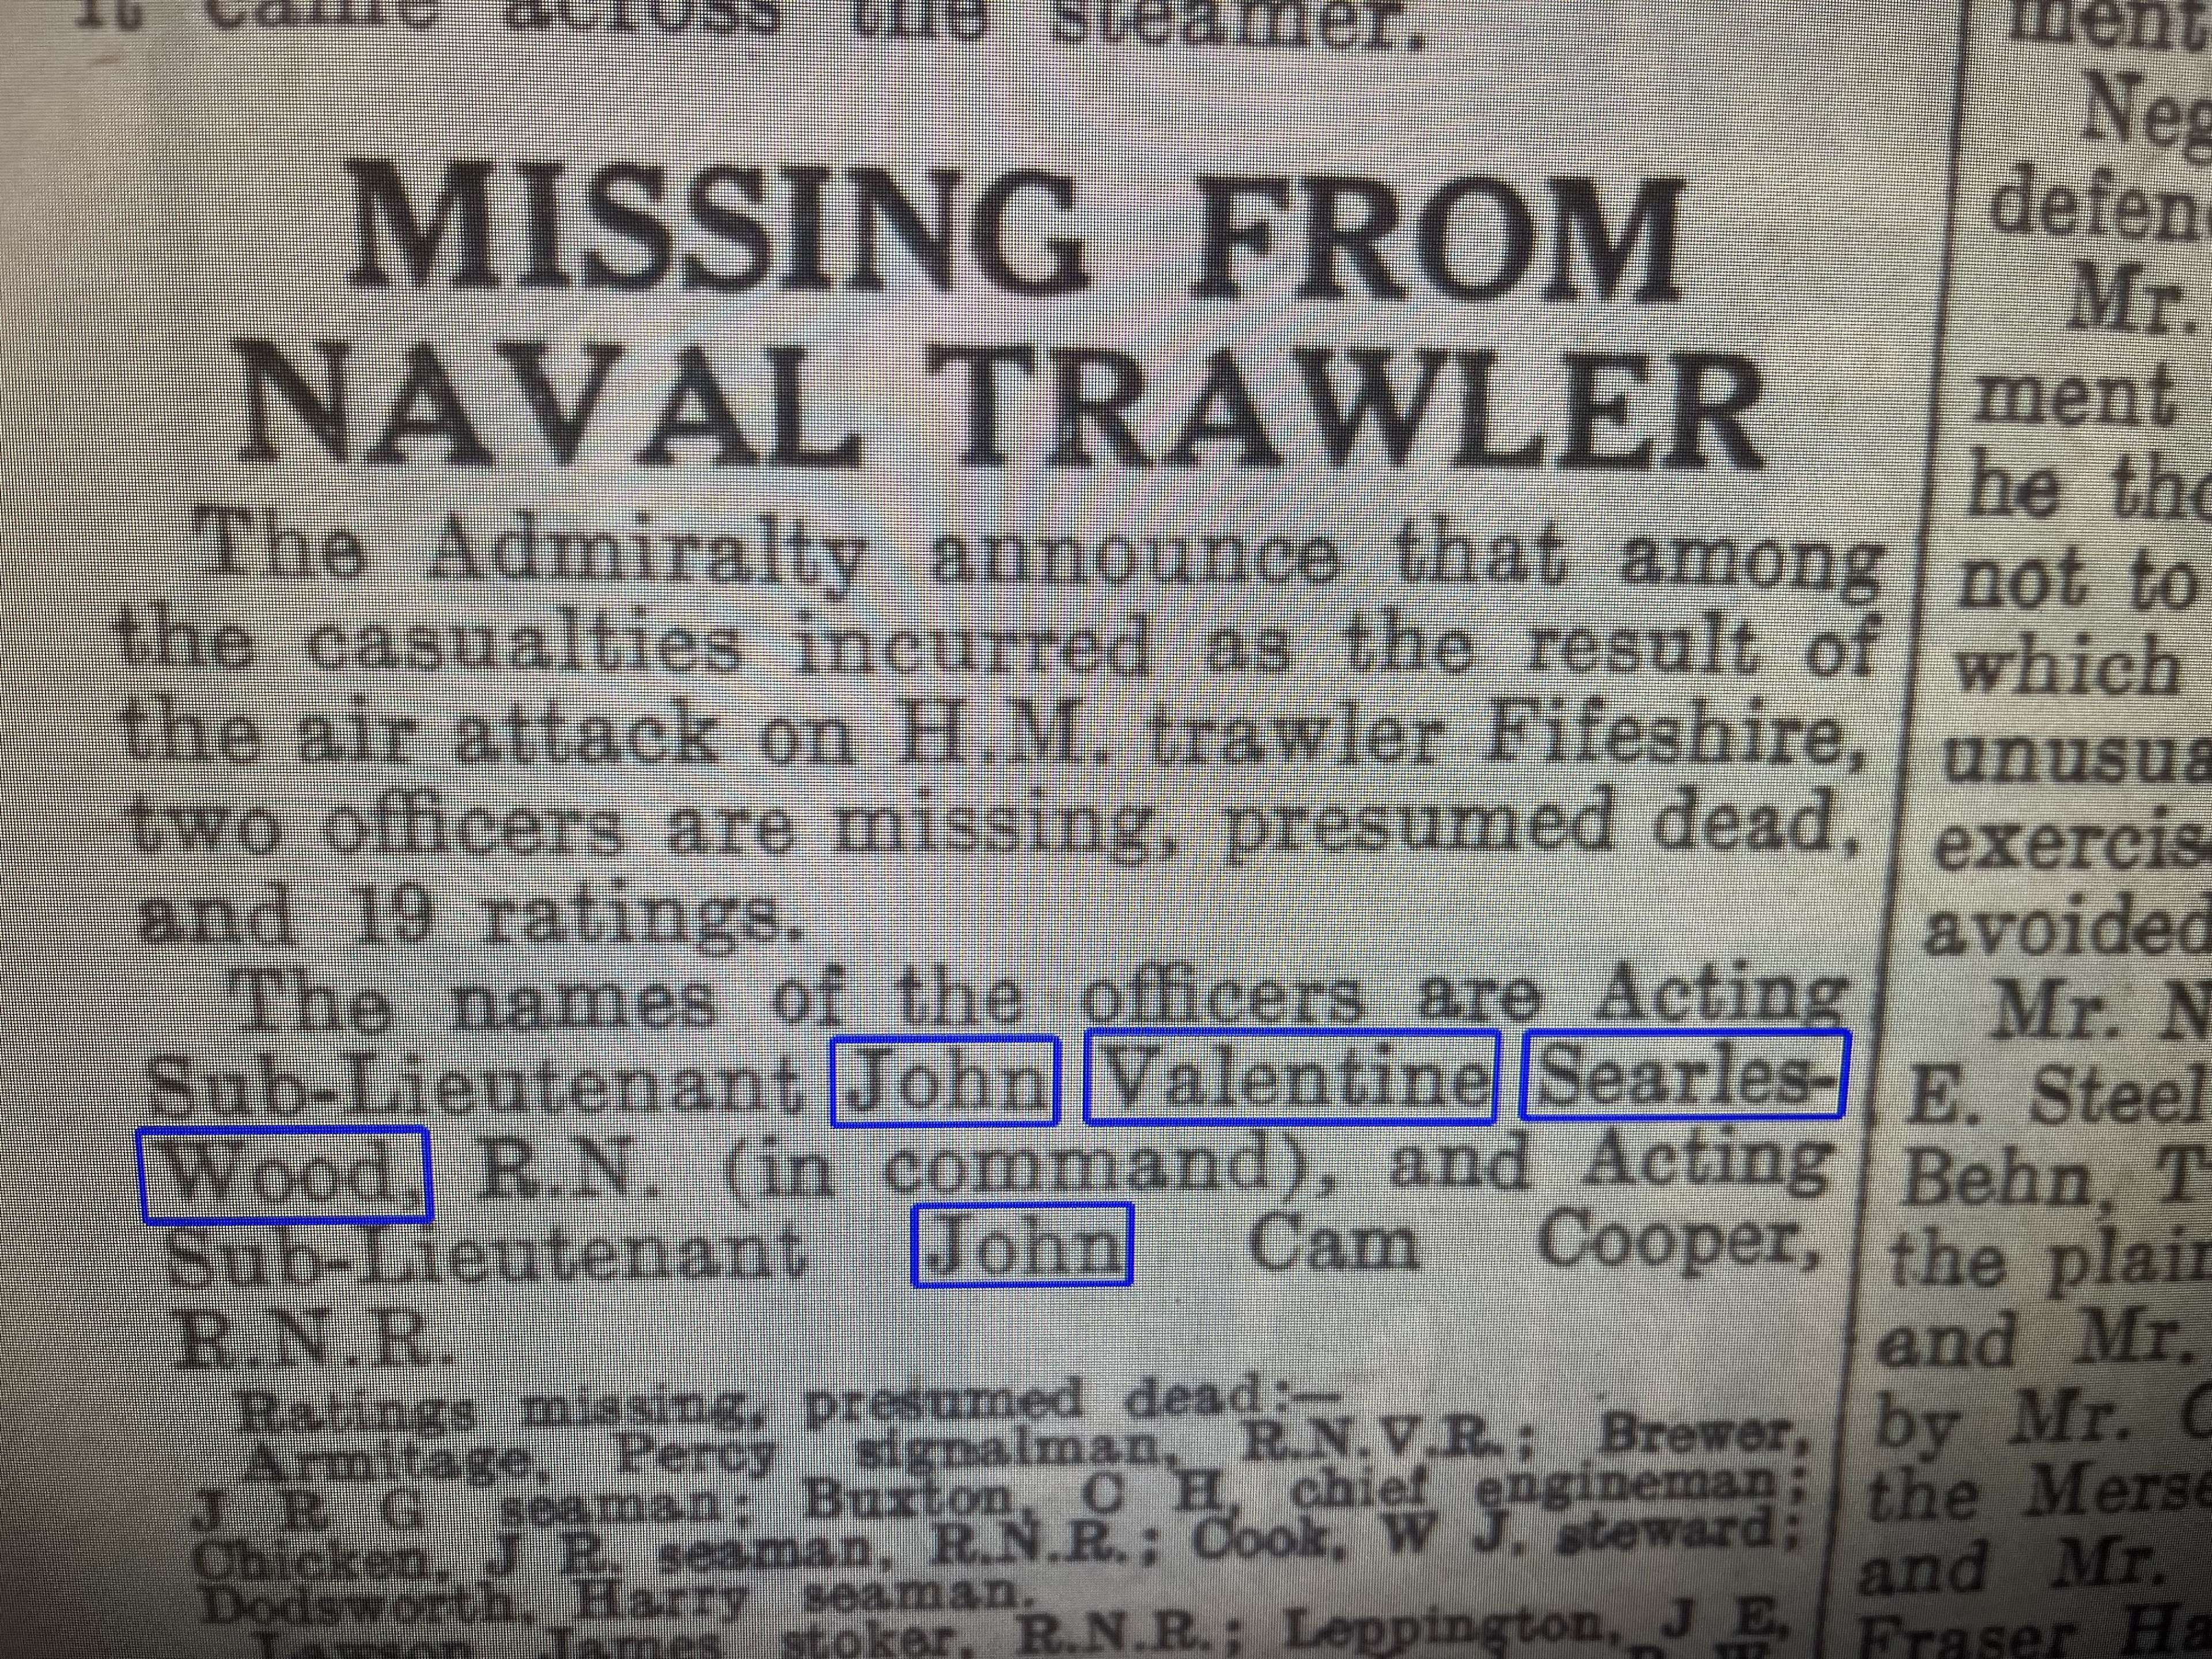 it came across the steamer.
MISSING FROM
NAVAL TRAWLER
The Admiralty announce that among
the casualties incurred as the result of
the air attack on H.M. trawler Fifeshire,
two officers are missing, presumed dead,
and 19 ratings.
The names of the officers are Acting
Sub-Lieutenant John Valentine Searles-
Wood, R.N. (in command), and Acting
Sub-Lieutenant John Cam Cooper,
R.N.R.
Ratings missing, presumed dead:—
Armitage, Percy signalman, R.N.V.R.; Brewer,
J R G seaman; Buxton, C H, chief engineman;
Chicken, J R, seaman, R.N.R.; Cook, W J, steward;
Dodsworth, Harry seaman.
Lawson James stoker, R.N.R.; Leppington, J E,
ment
Neg
defen
Mr.
ment
he tho
not to
which
unusua
exercis
avoided
Mr. N
E. Steel
Behn, T
the plain
and Mr.
by Mr. C
the Merse
and Mr.
Fraser Ha